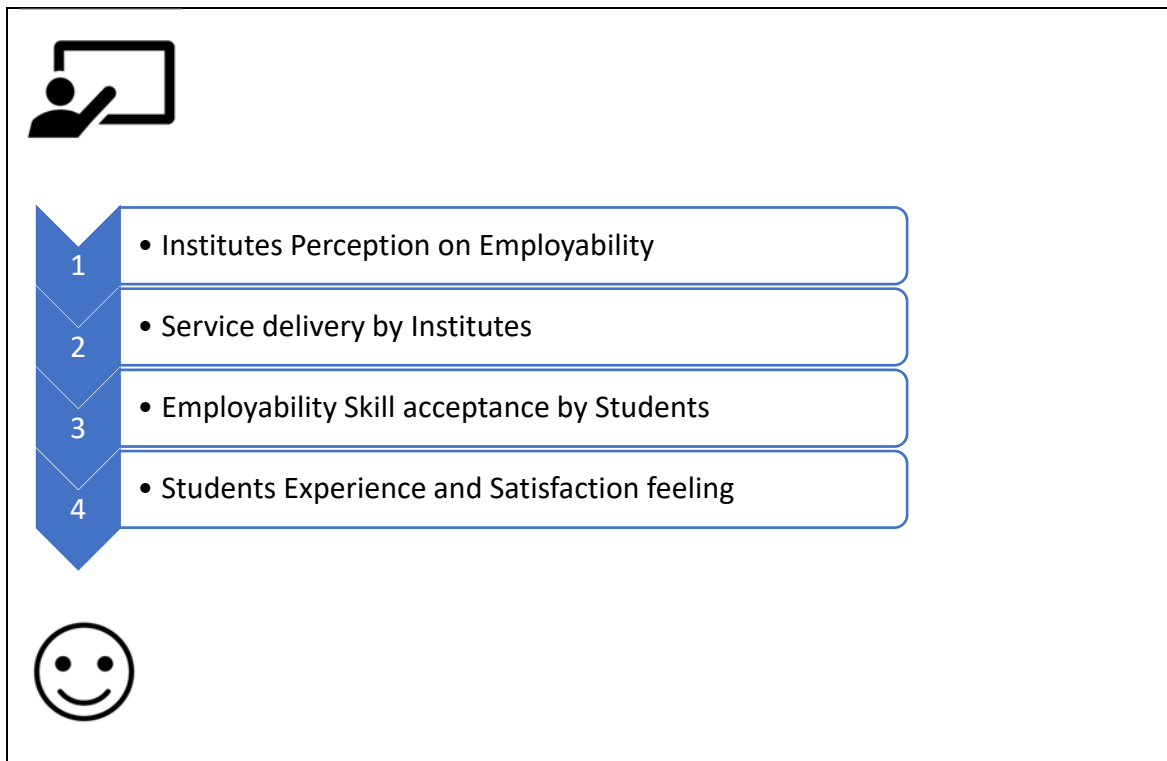 1
• Institutes Perception on Employability
2
• Service delivery by Institutes
3
• Employability Skill acceptance by Students
4
• Students Experience and Satisfaction feeling